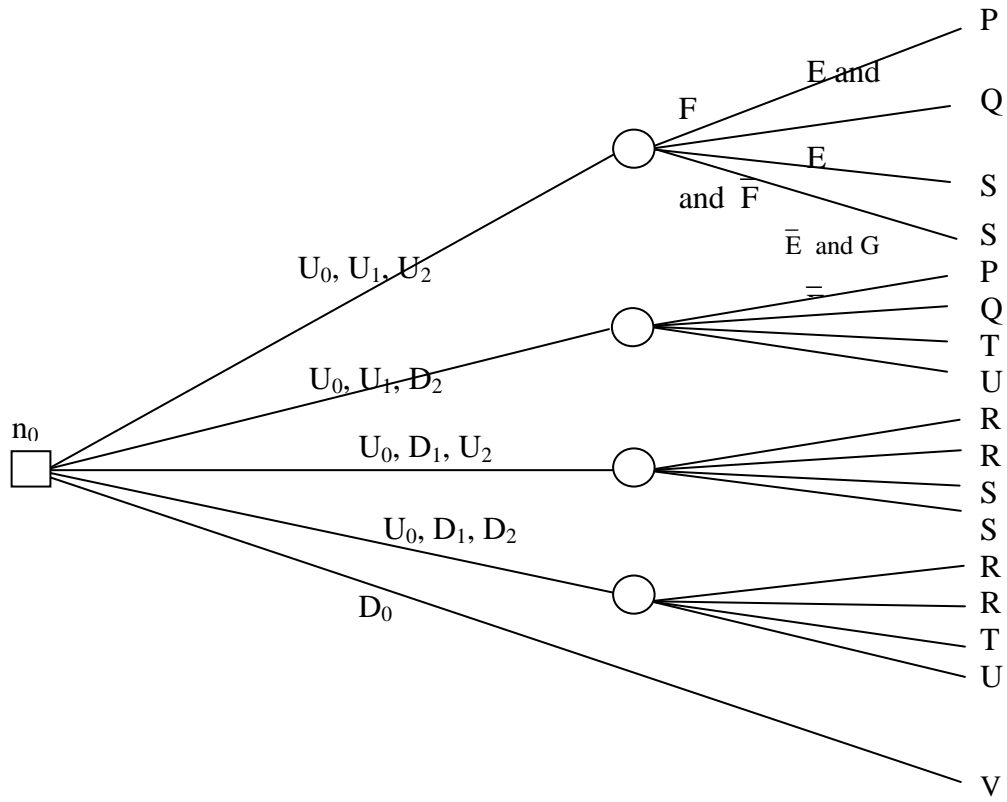 P
E and
F
Q
E
and F̅
S
E̅ and G
S
U₀, U₁, U₂
P
Q
T
U₀, U₁, D₂
U
n₀
R
U₀, D₁, U₂
R
S
S
U₀, D₁, D₂
R
R
D₀
T
U
V